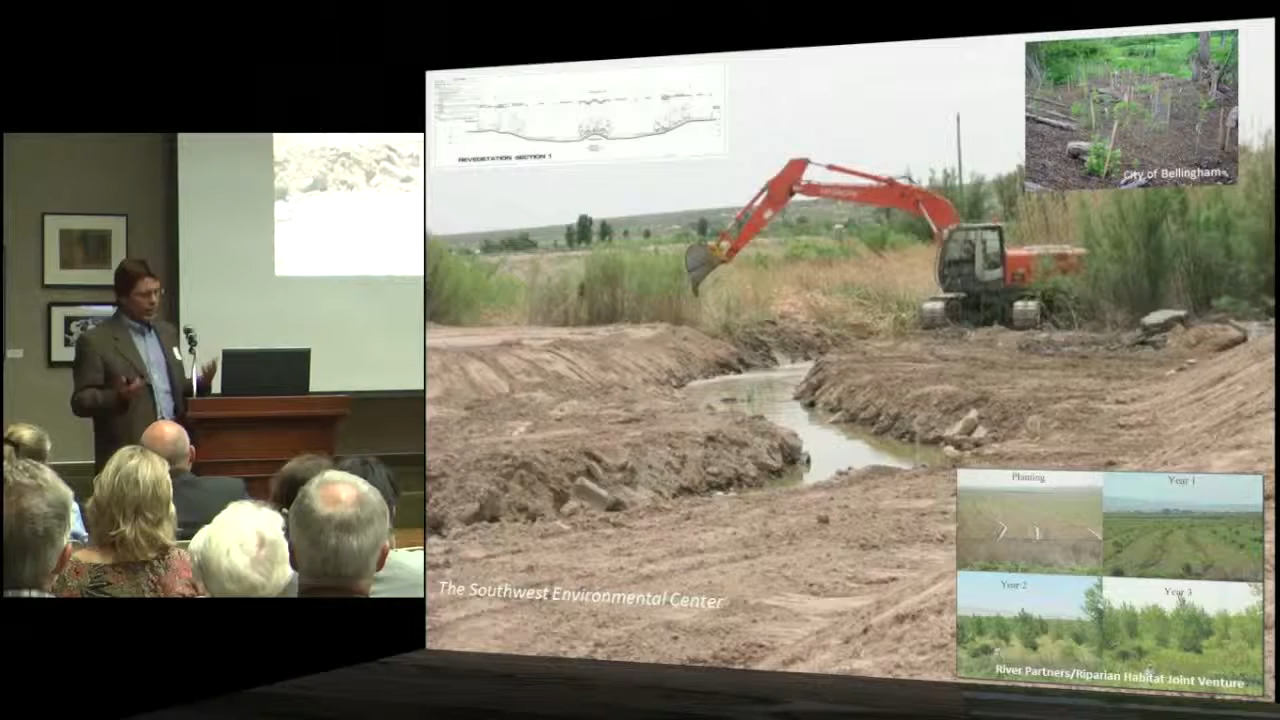 REVEGETATION SECTION 1
City of Bellingham
Planting
Year 1
Year 2
Year 3
The Southwest Environmental Center
River Partners/Riparian Habitat Joint Venture